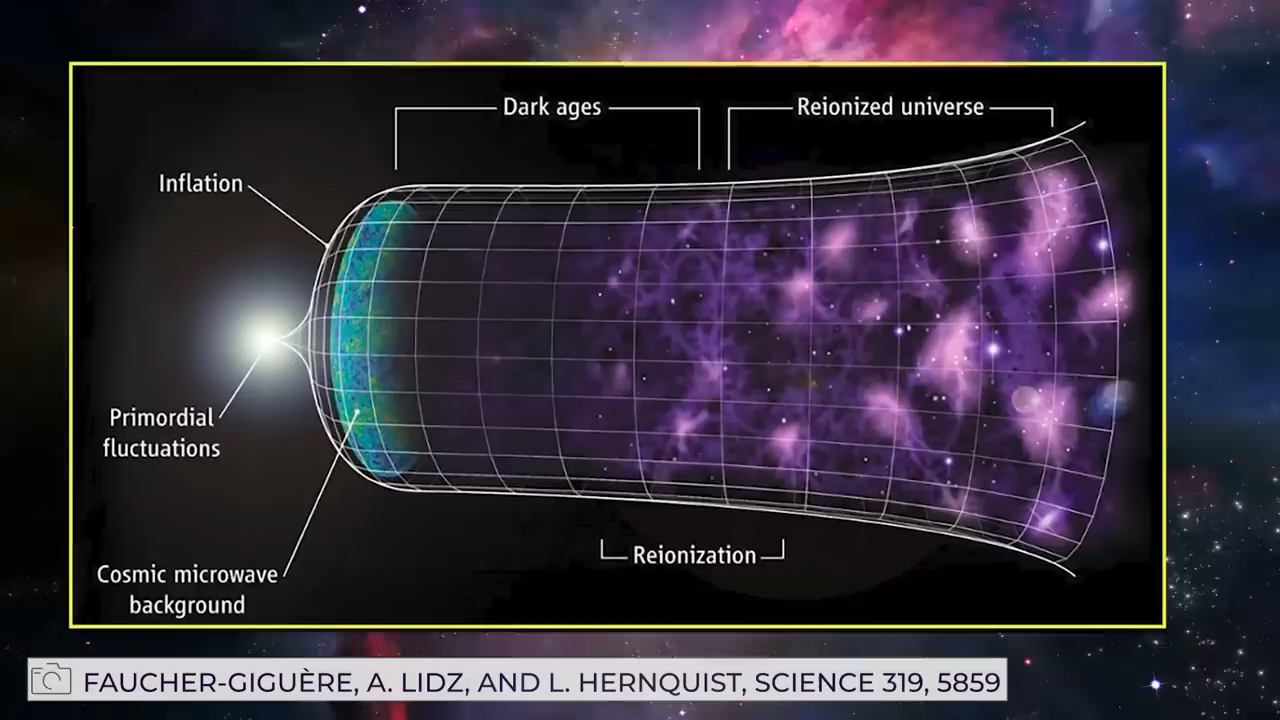 Dark ages
Reionized universe
Inflation
Primordial
fluctuations
Reionization
Cosmic microwave
background
FAUCHER-GIGUÈRE, A. LIDZ, AND L. HERNQUIST, SCIENCE 319, 5859